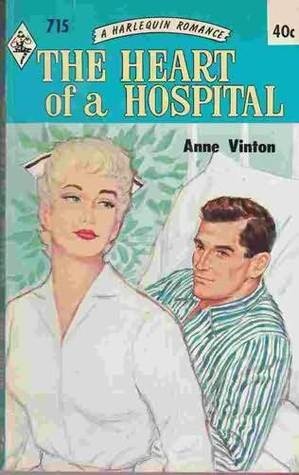 715
A HARLEQUIN ROMANCE
40c
THE HEART
of a HOSPITAL
Anne Vinton